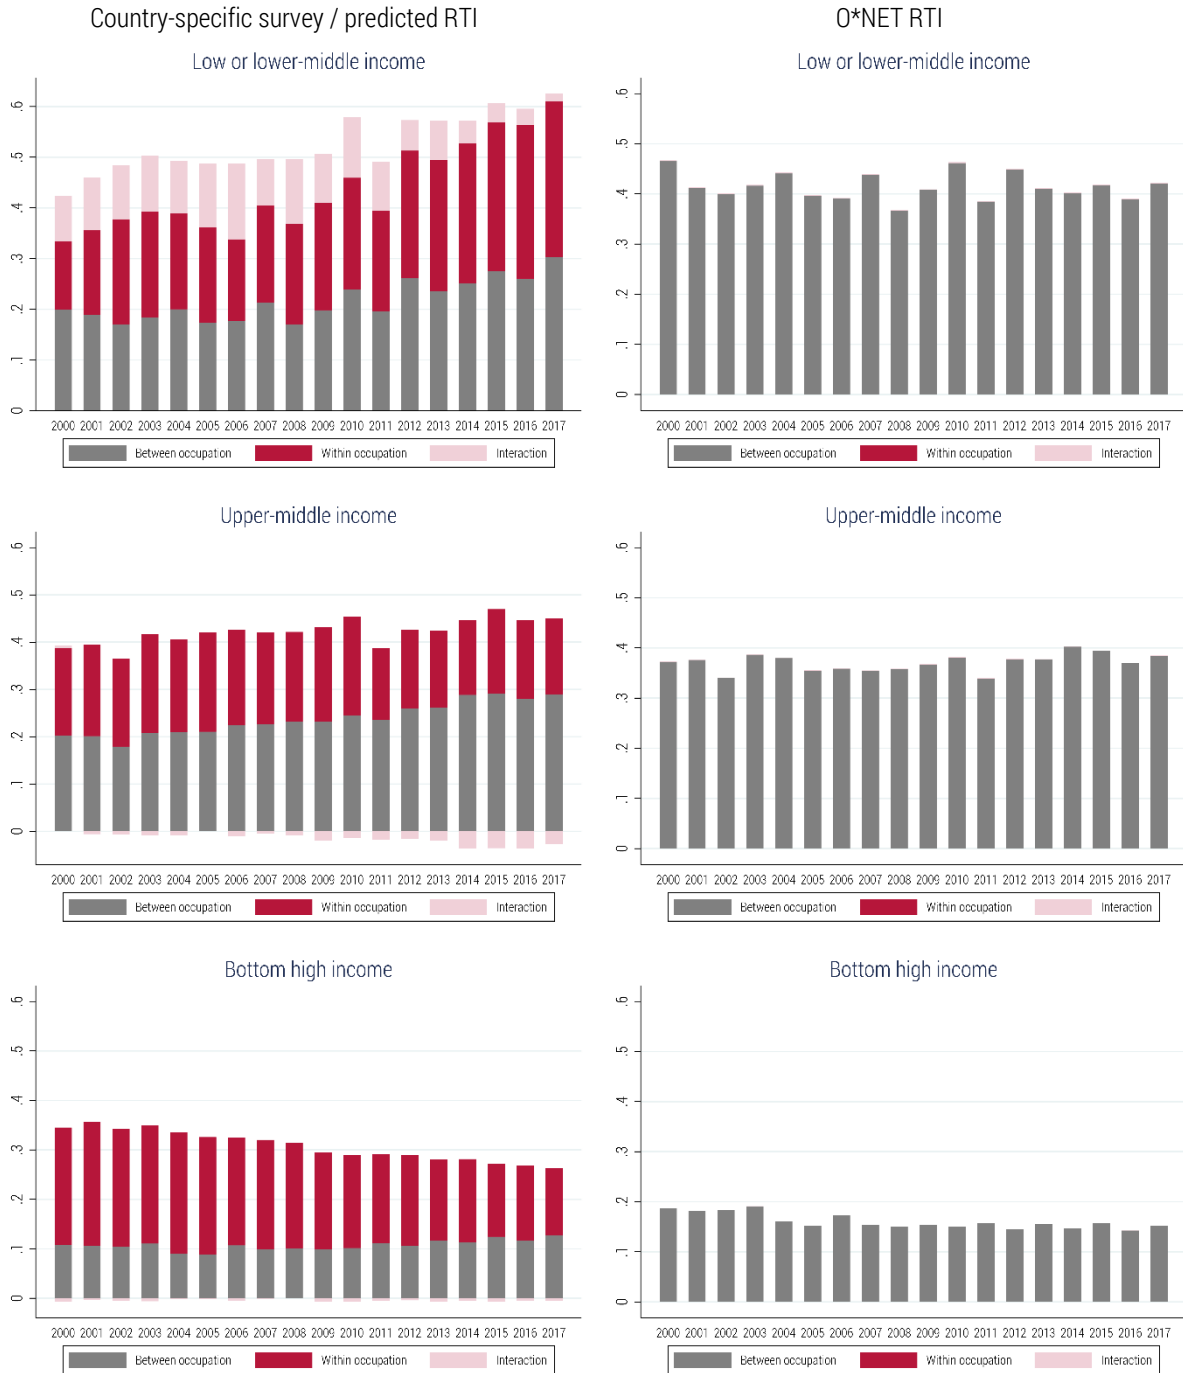 Country-specific survey / predicted RTI
O*NET RTI
Low or lower-middle income
Low or lower-middle income
.6
.5
.4
.3
.2
.1
0
2000 2001 2002 2003 2004 2005 2006 2007 2008 2009 2010 2011 2012 2013 2014 2015 2016 2017
Between occupation Within occupation Interaction
.6
.5
.4
.3
.2
.1
0
2000 2001 2002 2003 2004 2005 2006 2007 2008 2009 2010 2011 2012 2013 2014 2015 2016 2017
Between occupation Within occupation Interaction
Upper-middle income
Upper-middle income
.6
.5
.4
.3
.2
.1
0
2000 2001 2002 2003 2004 2005 2006 2007 2008 2009 2010 2011 2012 2013 2014 2015 2016 2017
Between occupation Within occupation Interaction
.6
.5
.4
.3
.2
.1
0
2000 2001 2002 2003 2004 2005 2006 2007 2008 2009 2010 2011 2012 2013 2014 2015 2016 2017
Between occupation Within occupation Interaction
Bottom high income
Bottom high income
.6
.5
.4
.3
.2
.1
0
2000 2001 2002 2003 2004 2005 2006 2007 2008 2009 2010 2011 2012 2013 2014 2015 2016 2017
Between occupation Within occupation Interaction
.6
.5
.4
.3
.2
.1
0
2000 2001 2002 2003 2004 2005 2006 2007 2008 2009 2010 2011 2012 2013 2014 2015 2016 2017
Between occupation Within occupation Interaction